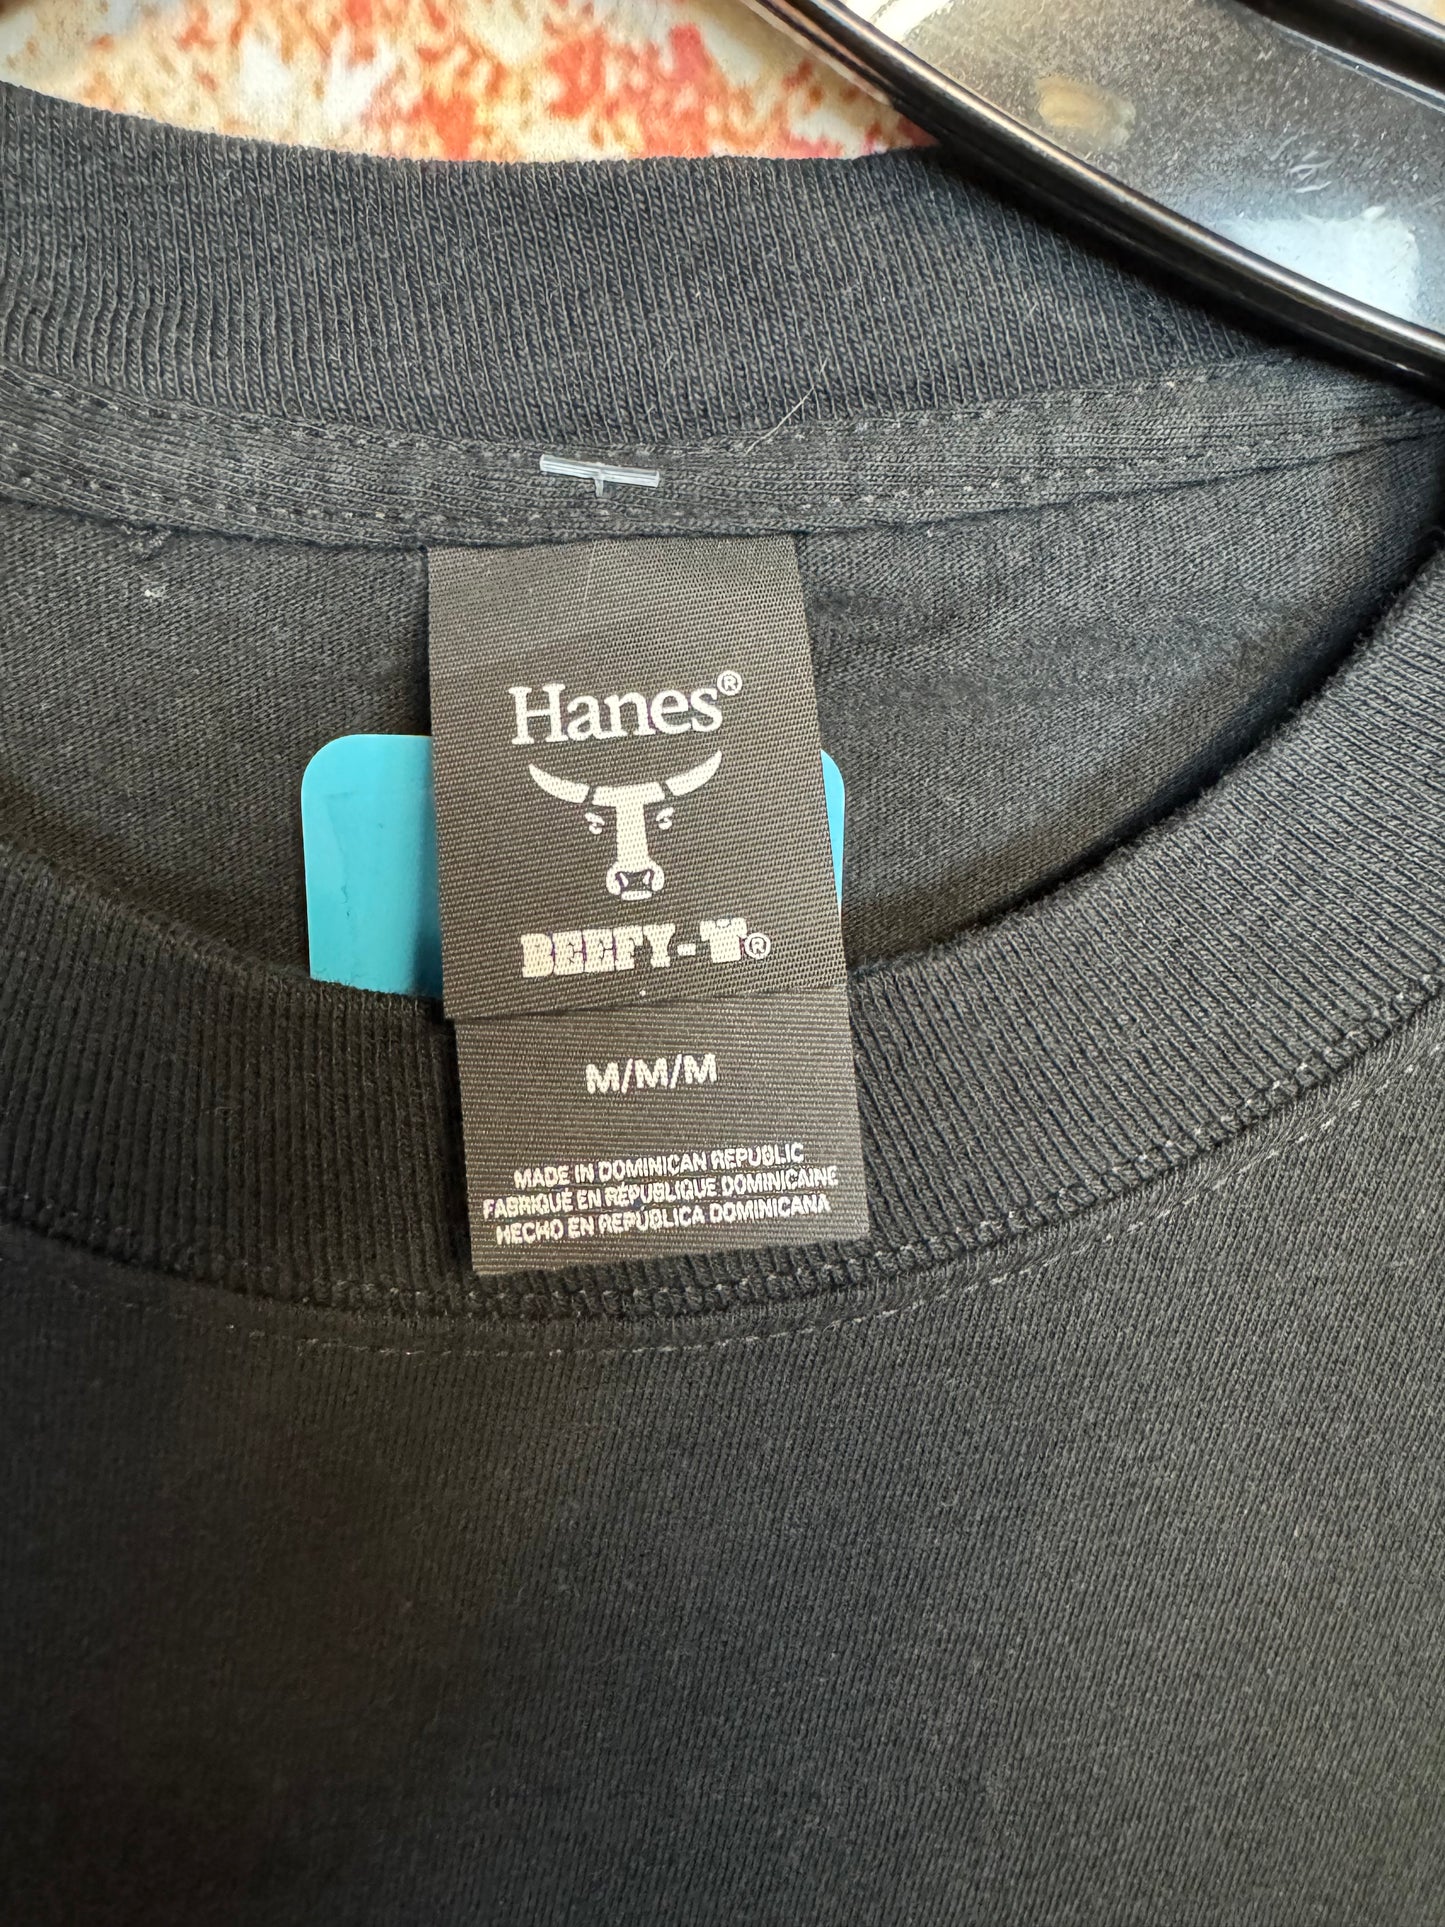 Hanes®
BEEFY-T®
M/M/M
MADE IN DOMINICAN REPUBLIC
FABRIQUÉ EN RÉPUBLIQUE DOMINICAINE
HECHO EN REPÚBLICA DOMINICANA